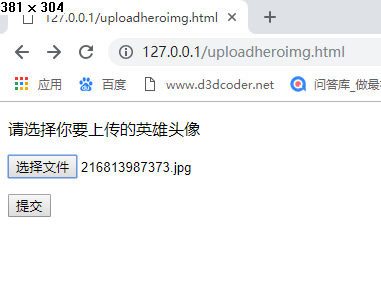 381 × 304
127.0.0.1/uploadheroimg.html
127.0.0.1/uploadheroimg.html
应用 百度 www.d3dcoder.net 问答库_做最
请选择你要上传的英雄头像
选择文件 216813987373.jpg
提交